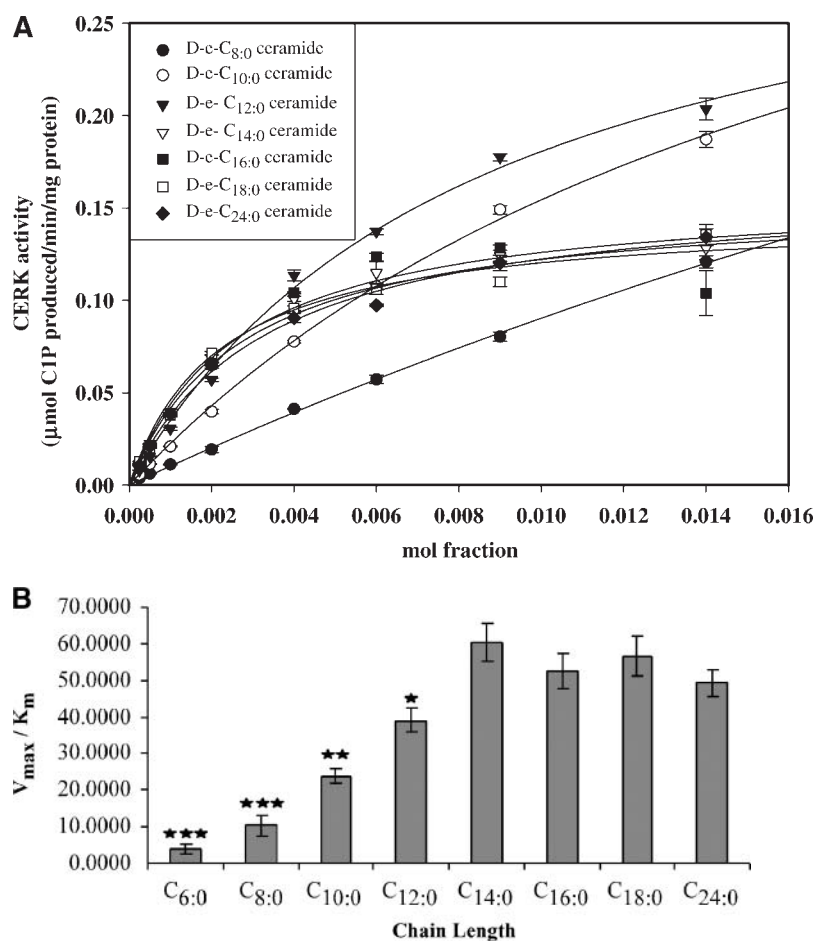 A
CERK activity
(μmol C1P produced/min/mg protein)
0.25
0.20
0.15
0.10
0.05
0.00
D-e-C8:0 ceramide
D-e-C10:0 ceramide
D-e- C12:0 ceramide
D-e- C14:0 ceramide
D-e-C16:0 ceramide
D-e-C18:0 ceramide
D-e-C24:0 ceramide
0.000 0.002 0.004 0.006 0.008 0.010 0.012 0.014 0.016
mol fraction
B
Vmax / Km
70.0000
60.0000
50.0000
40.0000
30.0000
20.0000
10.0000
0.0000
★★★ ★★★ ★★ ★
C6:0 C8:0 C10:0 C12:0 C14:0 C16:0 C18:0 C24:0
Chain Length